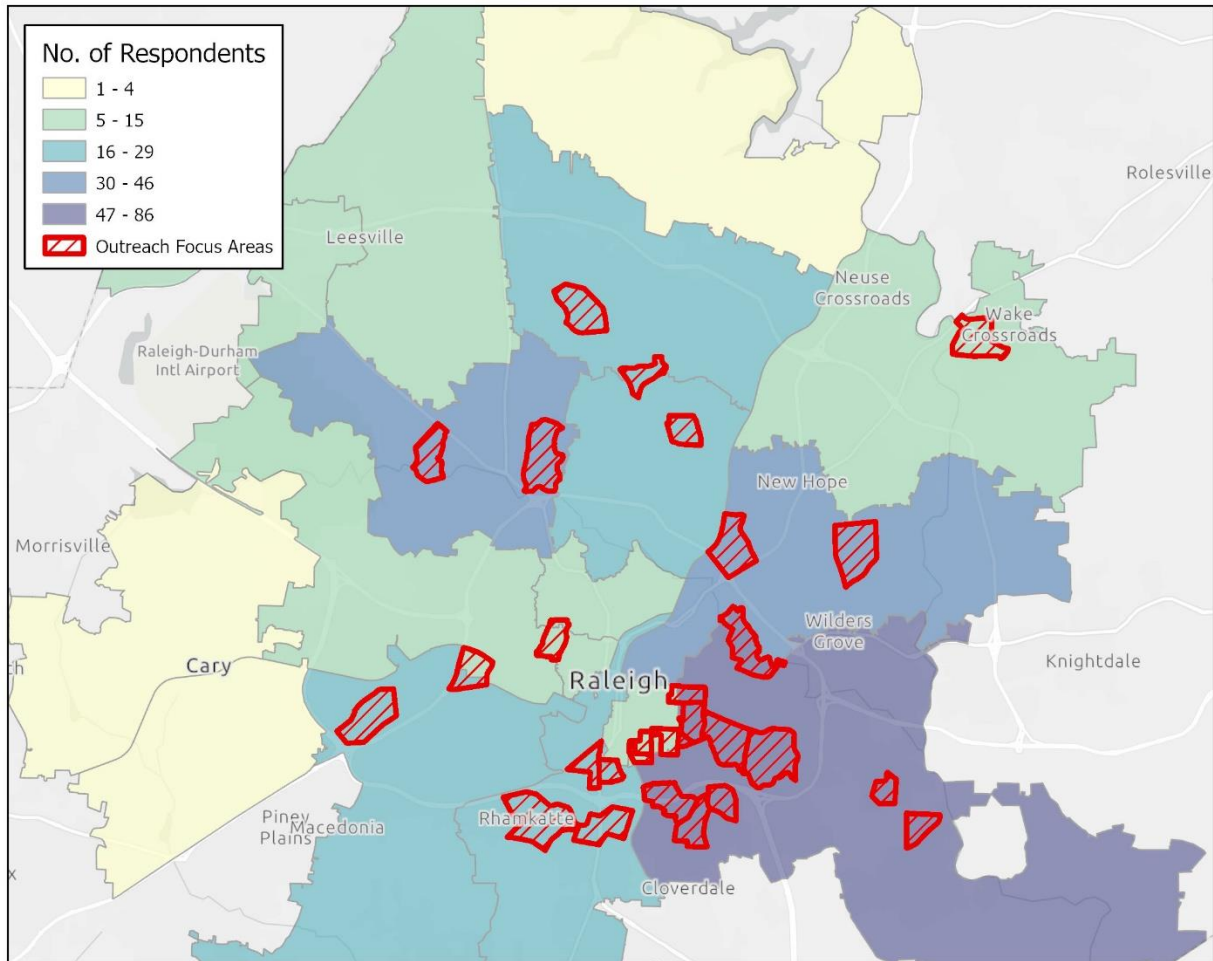 No. of Respondents
1 - 4
5 - 15
16 - 29
30 - 46
47 - 86
Outreach Focus Areas
Rolesville
Leesville
Neuse
Crossroads
Wake
Crossroads
Raleigh-Durham
Intl Airport
New Hope
Morrisville
Wilders
Grove
Cary
th
Raleigh
Knightdale
Piney
Plains
Macedonia
Rhamkatte
x
Cloverdale